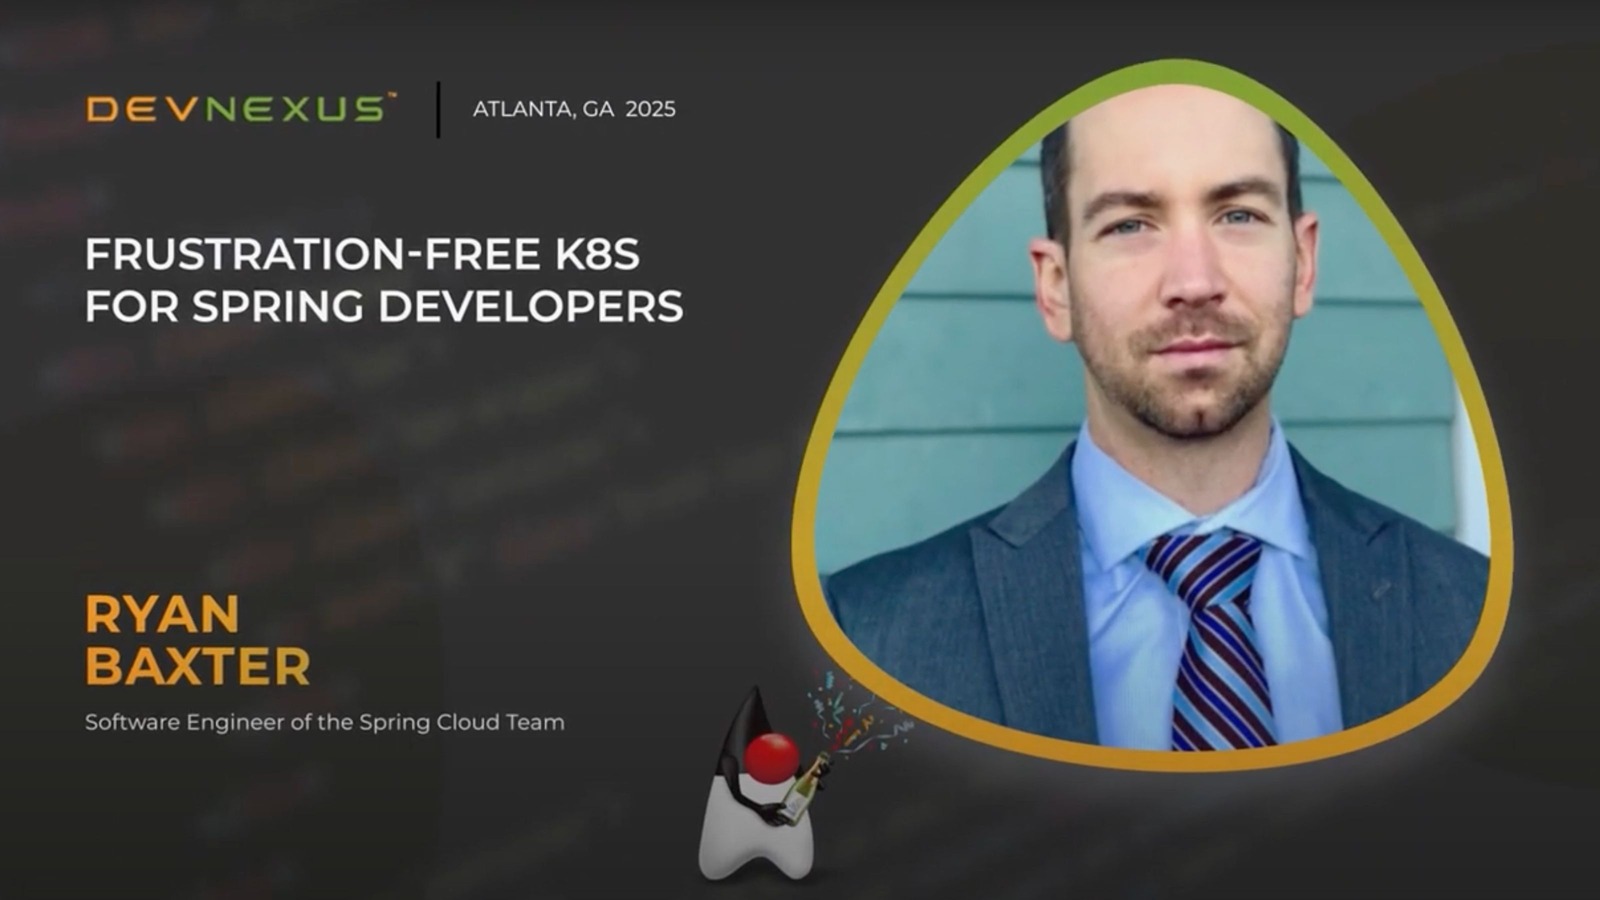 DEVNEXUS™
ATLANTA, GA 2025
FRUSTRATION-FREE K8S
FOR SPRING DEVELOPERS
RYAN
BAXTER
Software Engineer of the Spring Cloud Team